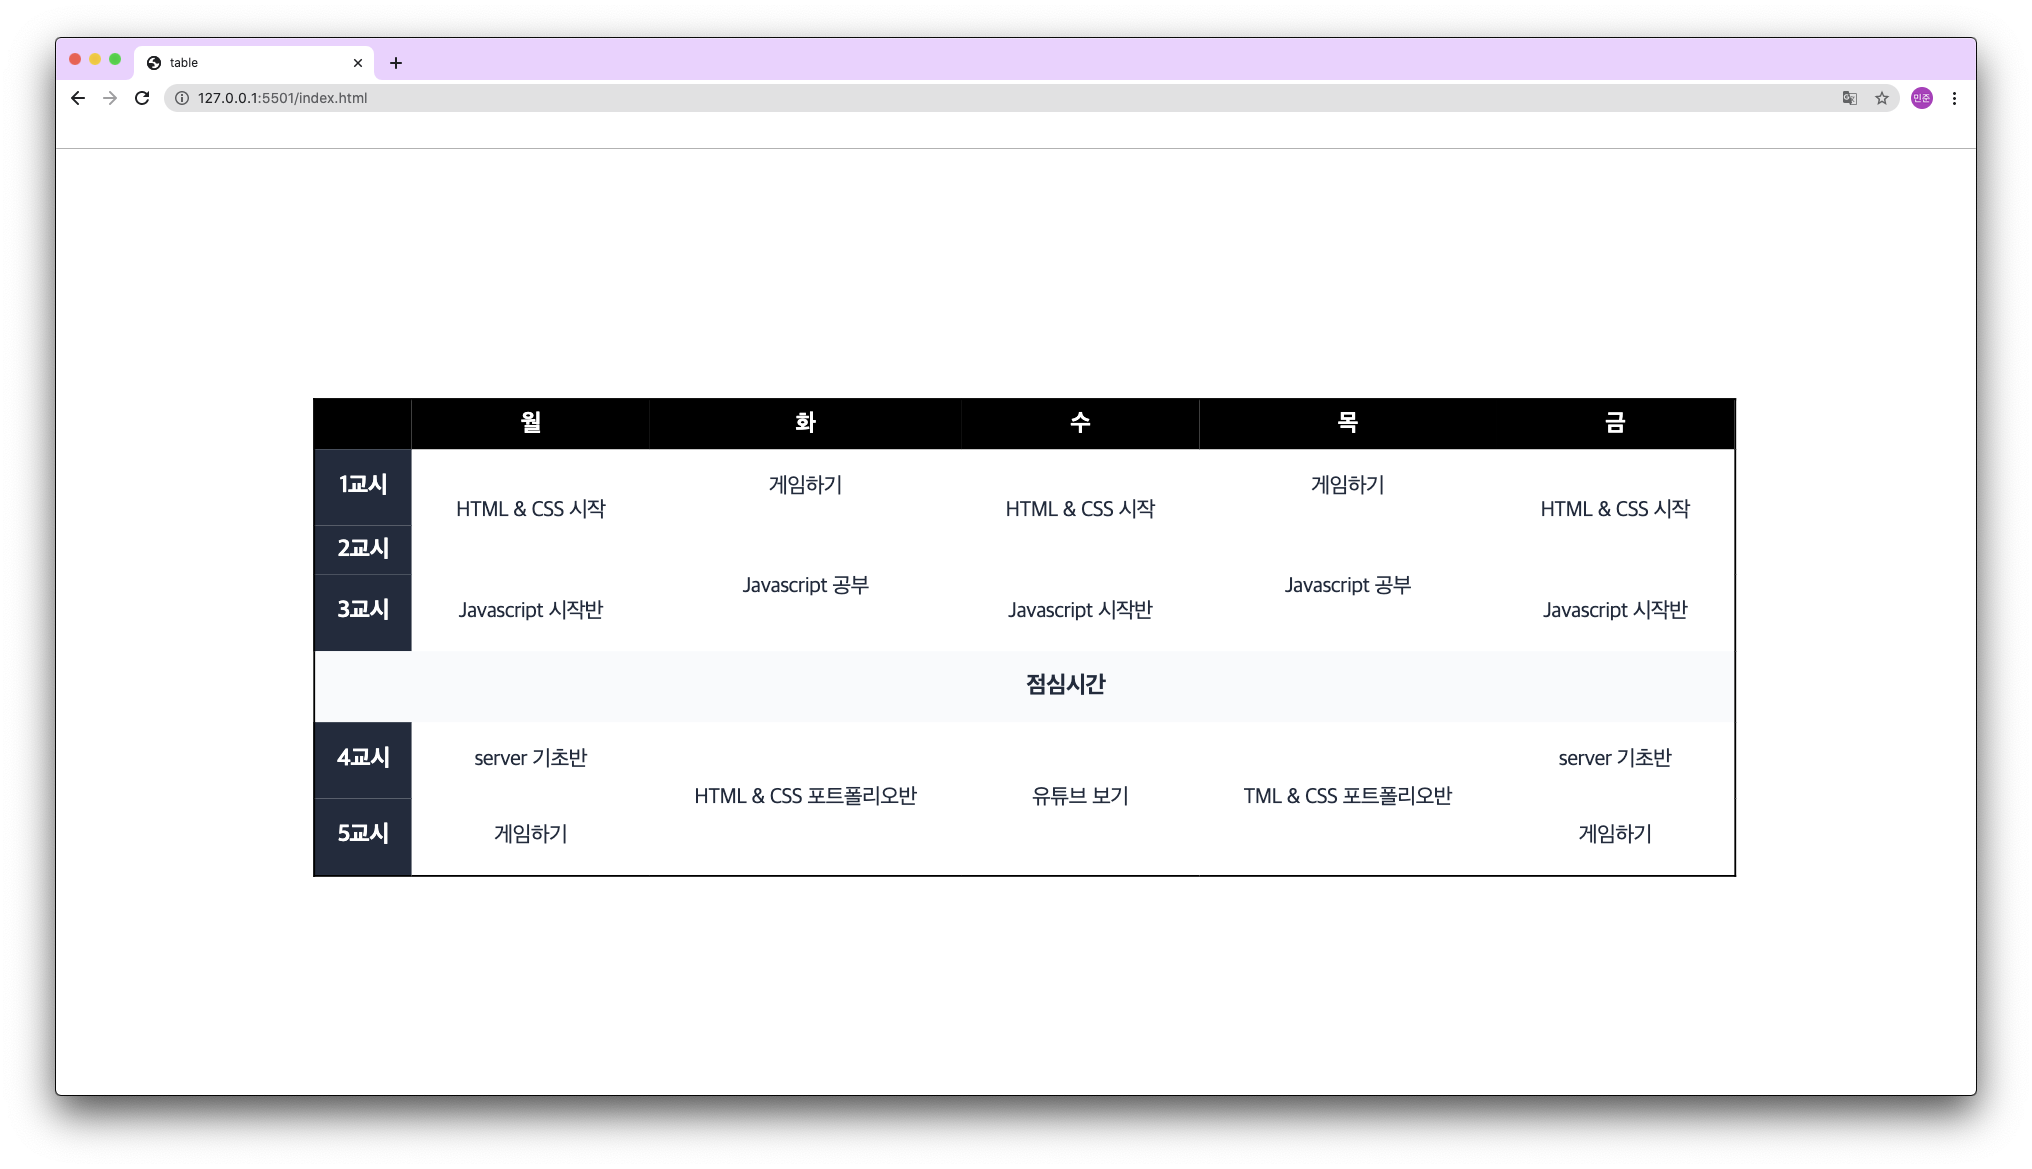 table
127.0.0.1:5501/index.html
민준
월 화 수 목 금
1교시 게임하기 게임하기
HTML & CSS 시작 HTML & CSS 시작 HTML & CSS 시작
2교시
Javascript 공부 Javascript 공부
3교시 Javascript 시작반 Javascript 시작반 Javascript 시작반
점심시간
4교시 server 기초반 server 기초반
HTML & CSS 포트폴리오반 유튜브 보기 TML & CSS 포트폴리오반
5교시 게임하기 게임하기